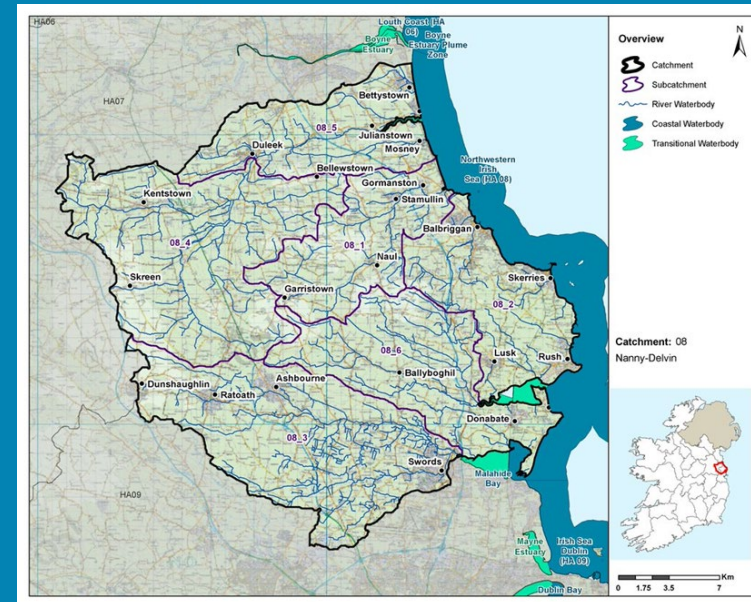 HA06
Louth Coast (HA
06)
Boyne
Estuary
Boyne
Estuary Plume
Zone
HA07
Bettystown
08_5
Julianstown
Duleek
Mosney
Bellewstown
Northwestern
Irish
Sea (HA 08)
Gormanston
Kentstown
Stamullin
Balbriggan
08_4
08_1
Naul
Skreen
Skerries
Garristown
08_2
08_6
Lusk
Rush
Ballyboghil
Dunshaughlin
Ashbourne
Ratoath
Donabate
08_3
Swords
Malahide
Bay
HA09
Mayne
Estuary
Irish Sea
Dublin
(HA 09)
Dublin Bay
Overview
N
Catchment
Subcatchment
River Waterbody
Coastal Waterbody
Transitional Waterbody
Catchment: 08
Nanny-Delvin
Km
0 1.75 3.5 7